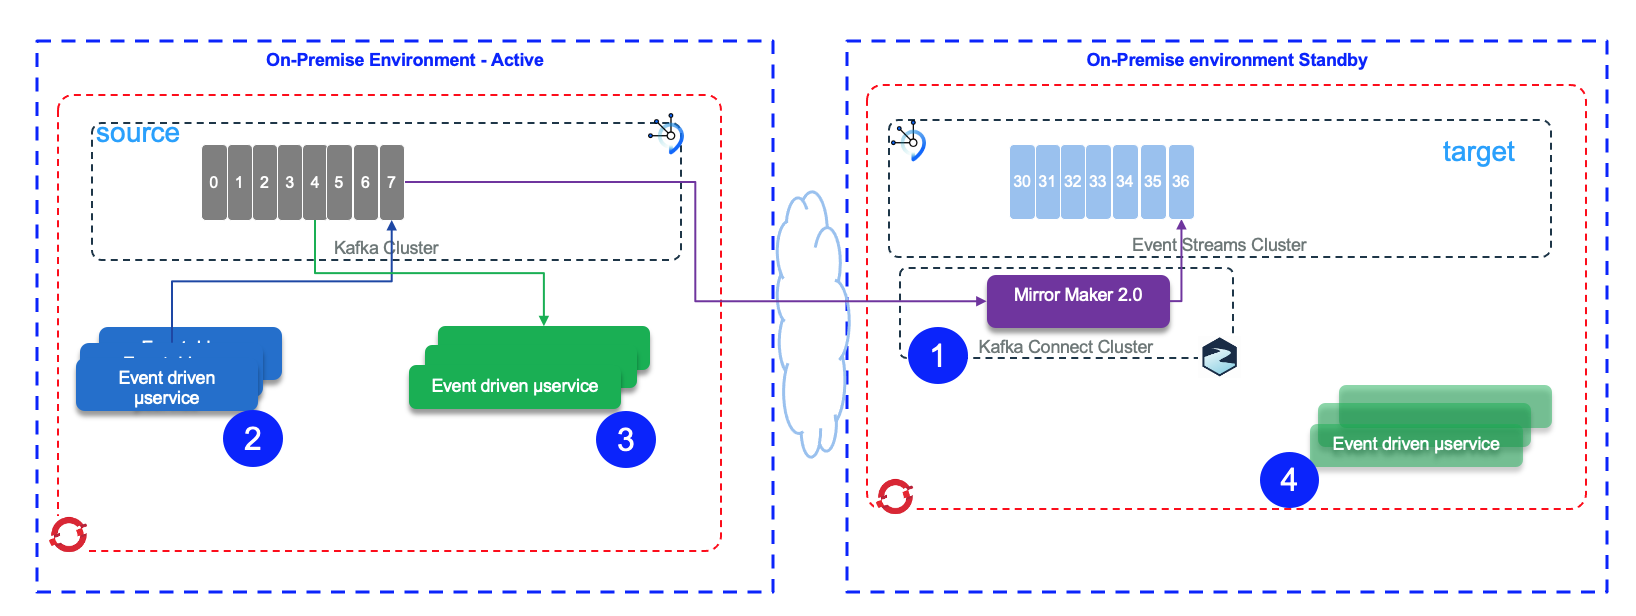 On-Premise Environment - Active
source
0 1 2 3 4 5 6 7
Kafka Cluster
Event driven
µservice
2
Event driven µservice
3
On-Premise environment Standby
target
30 31 32 33 34 35 36
Event Streams Cluster
Mirror Maker 2.0
1
Kafka Connect Cluster
Event driven µservice
4